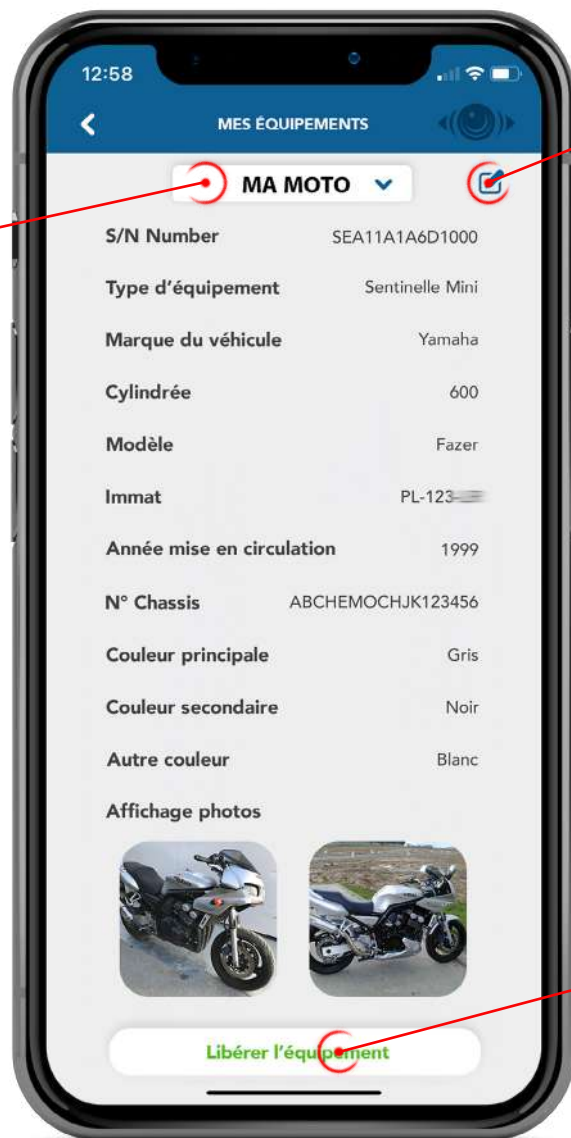 12:58
MES ÉQUIPEMENTS
MA MOTO
S/N Number SEA11A1A6D1000
Type d'équipement Sentinelle Mini
Marque du véhicule Yamaha
Cylindrée 600
Modèle Fazer
Immat PL-123-
Année mise en circulation 1999
N° Chassis ABCHEMOCHJK123456
Couleur principale Gris
Couleur secondaire Noir
Autre couleur Blanc
Affichage photos
Libérer l'équipement